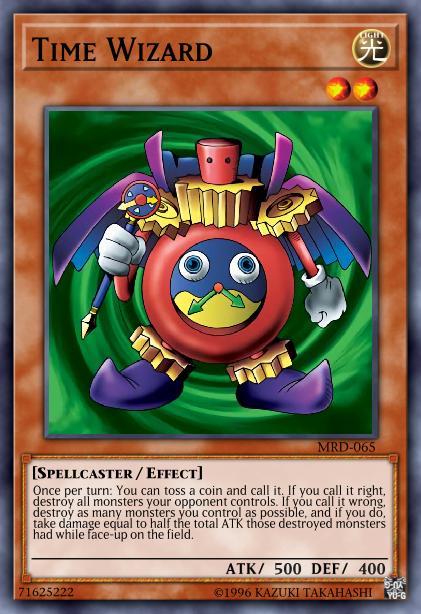 TIME WIZARD
LIGHT
光
MRD-065
[SPELLCASTER / EFFECT]
Once per turn: You can toss a coin and call it. If you call it right,
destroy all monsters your opponent controls. If you call it wrong,
destroy as many monsters you control as possible, and if you do,
take damage equal to half the total ATK those destroyed monsters
had while face-up on the field.
ATK/ 500 DEF/ 400
71625222 ©1996 KAZUKI TAKAHASHI